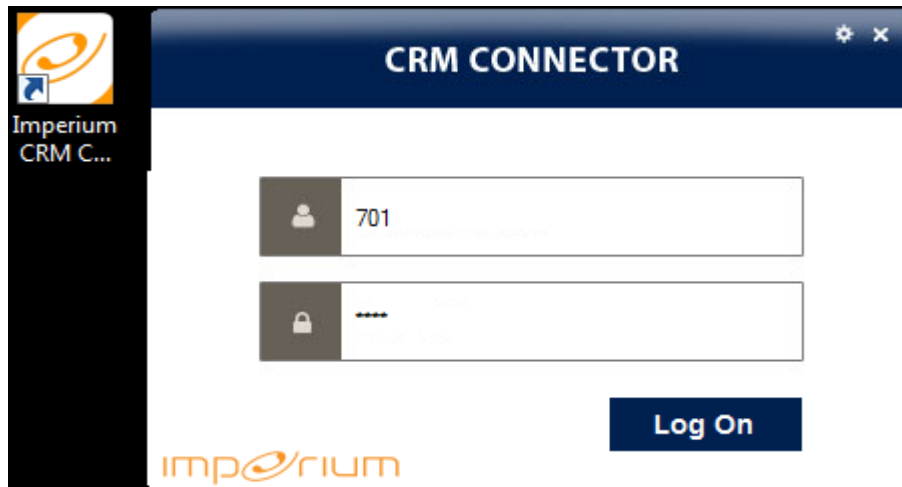 CRM CONNECTOR
Imperium
CRM C...
701
****
Log On
imperium